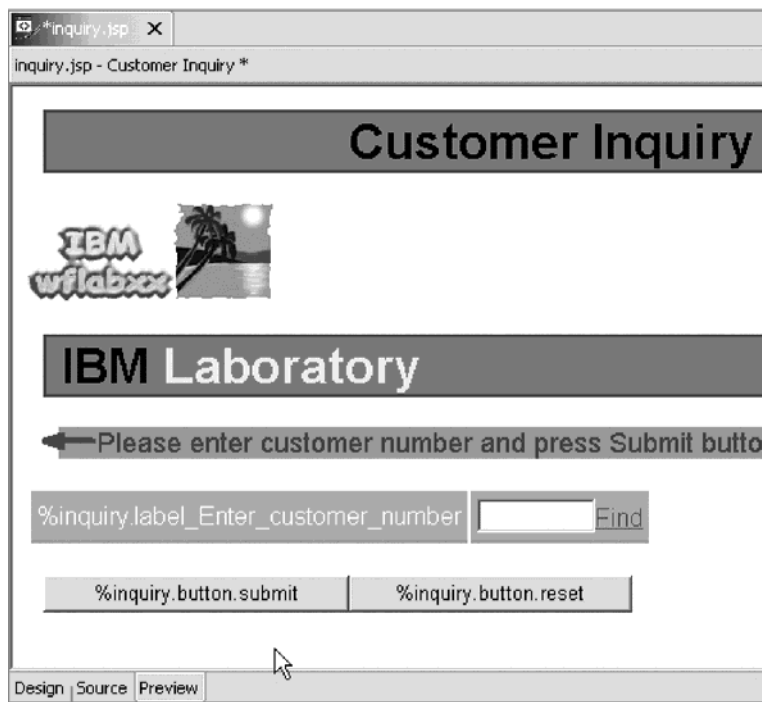 *inquiry.jsp X
inquiry.jsp - Customer Inquiry *
Customer Inquiry
IBM
wflabxx
IBM Laboratory
Please enter customer number and press Submit butto
%inquiry.label_Enter_customer_number Find
%inquiry.button.submit %inquiry.button.reset
Design Source Preview